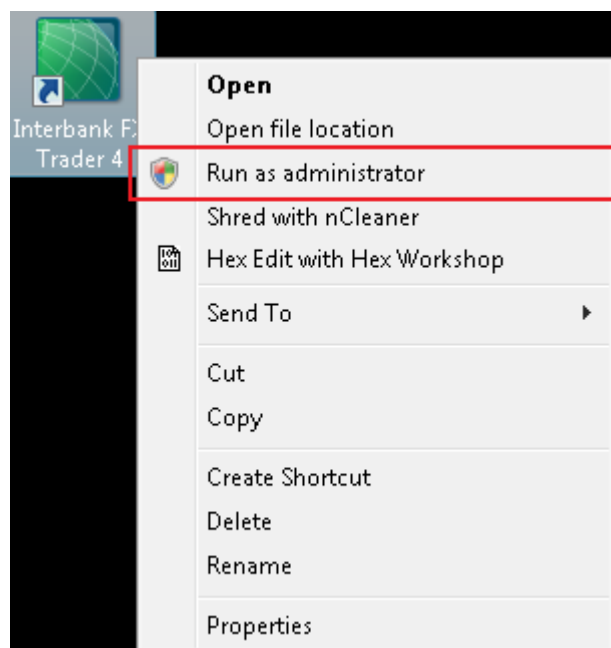 Interbank F
Trader 4
Open
Open file location
Run as administrator
Shred with nCleaner
Hex Edit with Hex Workshop
Send To
Cut
Copy
Create Shortcut
Delete
Rename
Properties